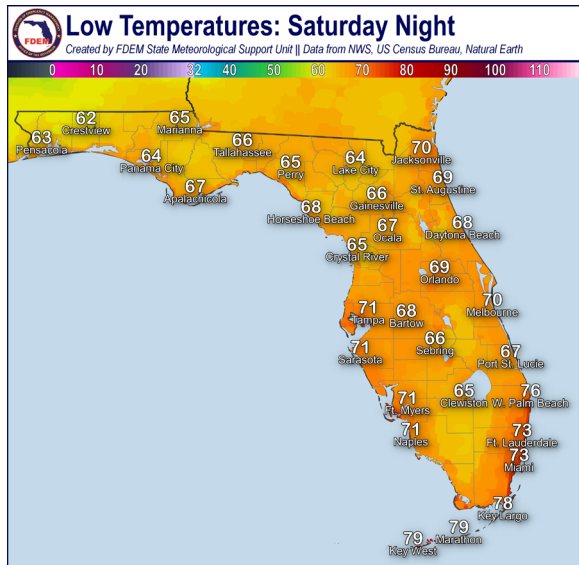 Low Temperatures: Saturday Night
Created by FDEM State Meteorological Support Unit || Data from NWS, US Census Bureau, Natural Earth
FDEM
0 10 20 30 32 40 50 60 70 80 90 100 110
62
Crestview
65
Marianna
63
Pensacola
66
Tallahassee
70
Jacksonville
64
Panama City
65
Perry
64
Lake City
69
St. Augustine
67
Apalachicola
66
Gainesville
68
Horseshoe Beach
67
Ocala
68
Daytona Beach
65
Crystal River
69
Orlando
71
Tampa
68
Bartow
70
Melbourne
71
Sarasota
66
Sebring
67
Port St. Lucie
71
Ft. Myers
65
Clewiston
76
W. Palm Beach
71
Naples
73
Ft. Lauderdale
73
Miami
78
Key Largo
79
Marathon
79
Key West